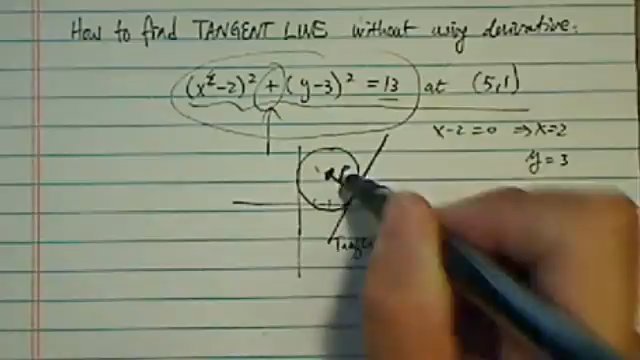 How to find TANGENT LINE without using derivative.
(x²-2)² + (y-3)² = 13 at (5,1)
x-2=0 ⇒ x=2
y=3